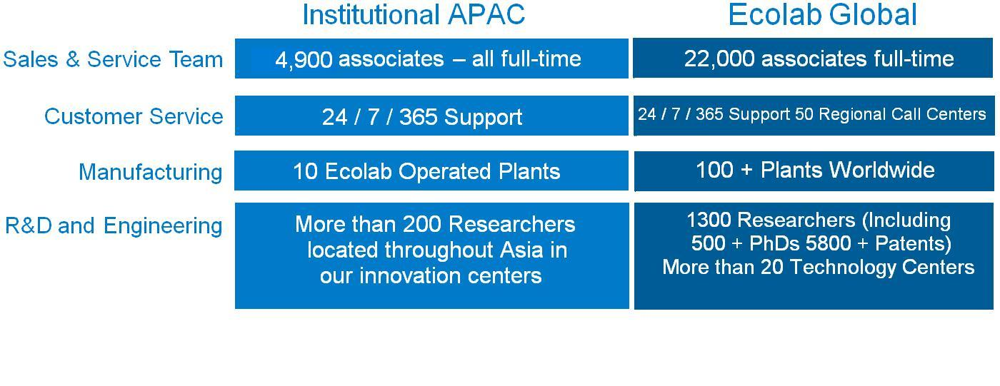 Institutional APAC
Ecolab Global
Sales & Service Team
4,900 associates – all full-time
22,000 associates full-time
Customer Service
24 / 7 / 365 Support
24 / 7 / 365 Support 50 Regional Call Centers
Manufacturing
10 Ecolab Operated Plants
100 + Plants Worldwide
R&D and Engineering
More than 200 Researchers
located throughout Asia in
our innovation centers
1300 Researchers (Including
500 + PhDs 5800 + Patents)
More than 20 Technology Centers